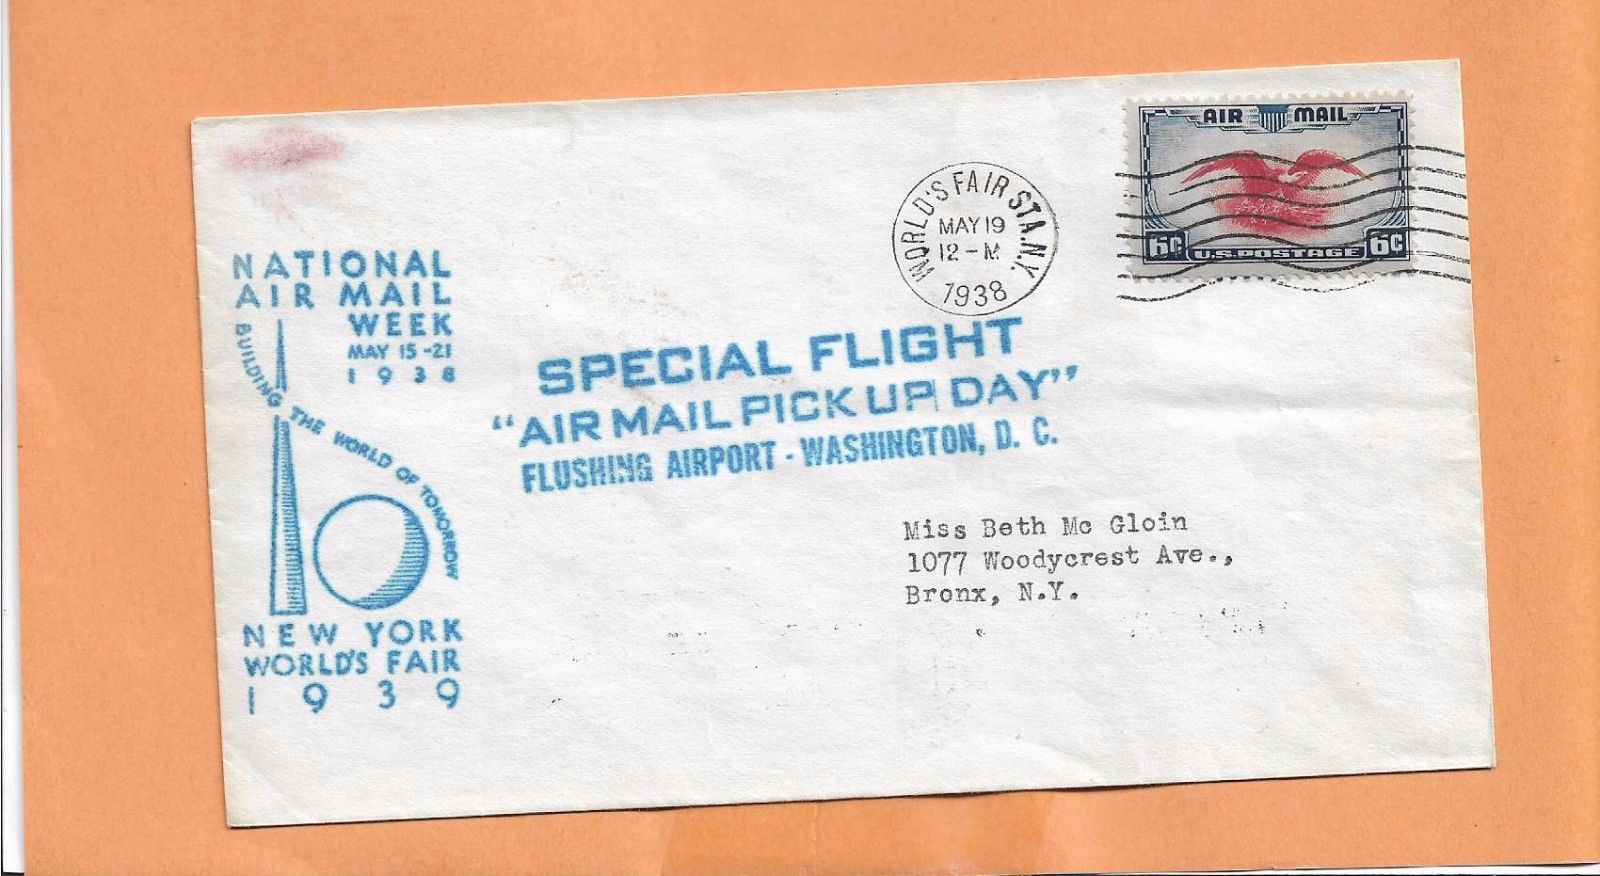 NATIONAL
AIR MAIL
WEEK
MAY 15-21
1938
BUILDING THE WORLD OF TOMORROW
NEW YORK
WORLD'S FAIR
1939
WORLD'S FAIR STA. N.Y.
MAY 19
12-M
1938
AIR MAIL
6¢ U.S. POSTAGE 6¢
SPECIAL FLIGHT
"AIR MAIL PICK UP DAY"
FLUSHING AIRPORT - WASHINGTON, D. C.
Miss Beth Mc Gloin
1077 Woodycrest Ave.,
Bronx, N.Y.